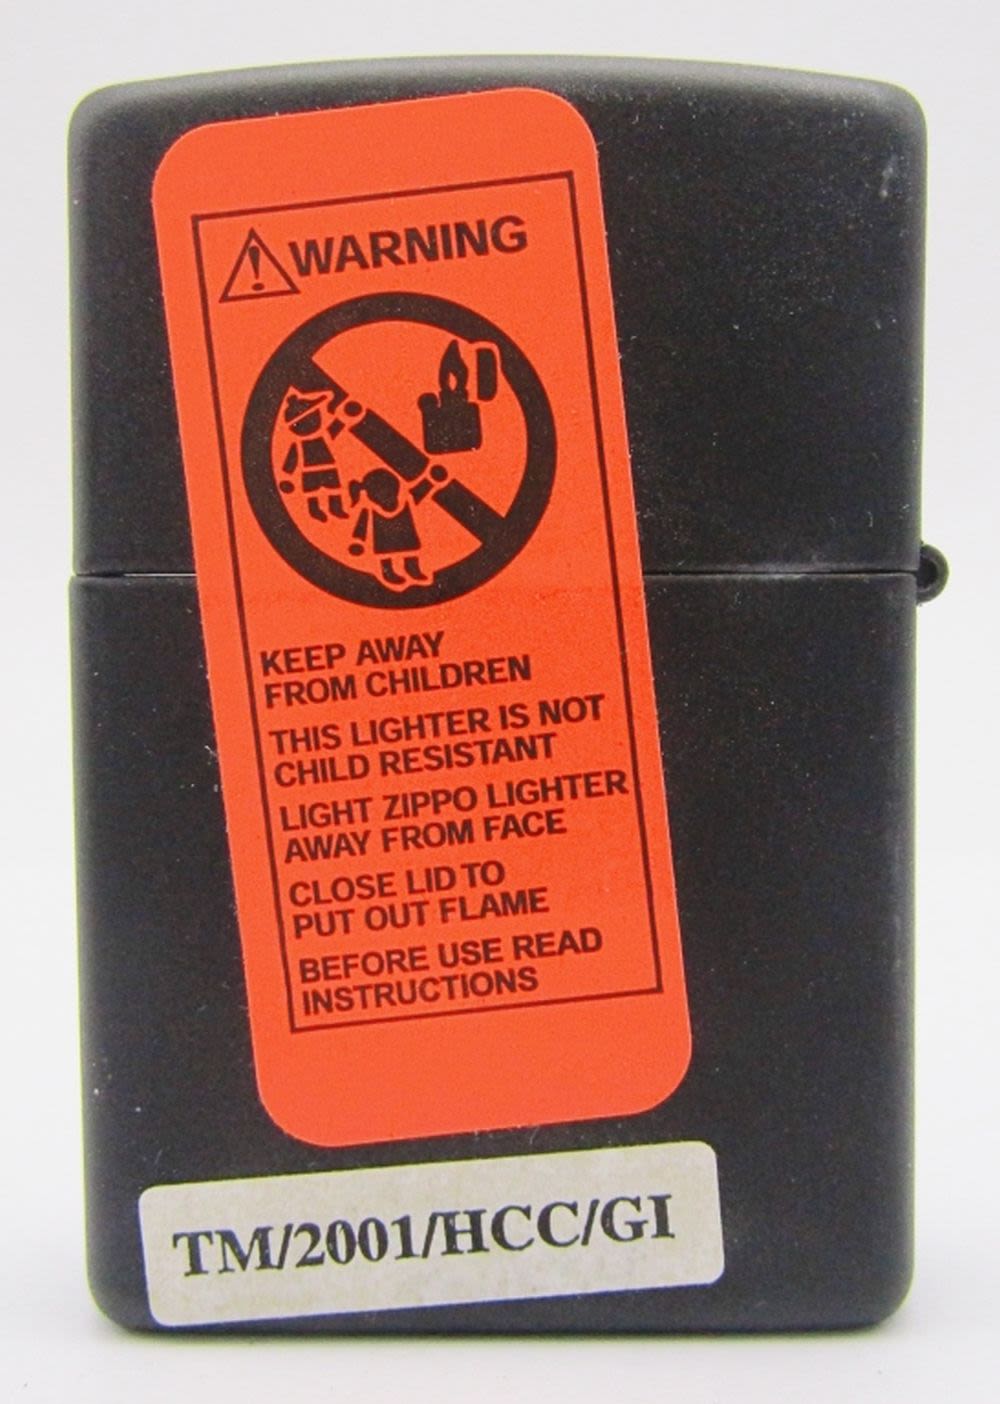 WARNING
KEEP AWAY
FROM CHILDREN
THIS LIGHTER IS NOT
CHILD RESISTANT
LIGHT ZIPPO LIGHTER
AWAY FROM FACE
CLOSE LID TO
PUT OUT FLAME
BEFORE USE READ
INSTRUCTIONS
TM/2001/HCC/GI